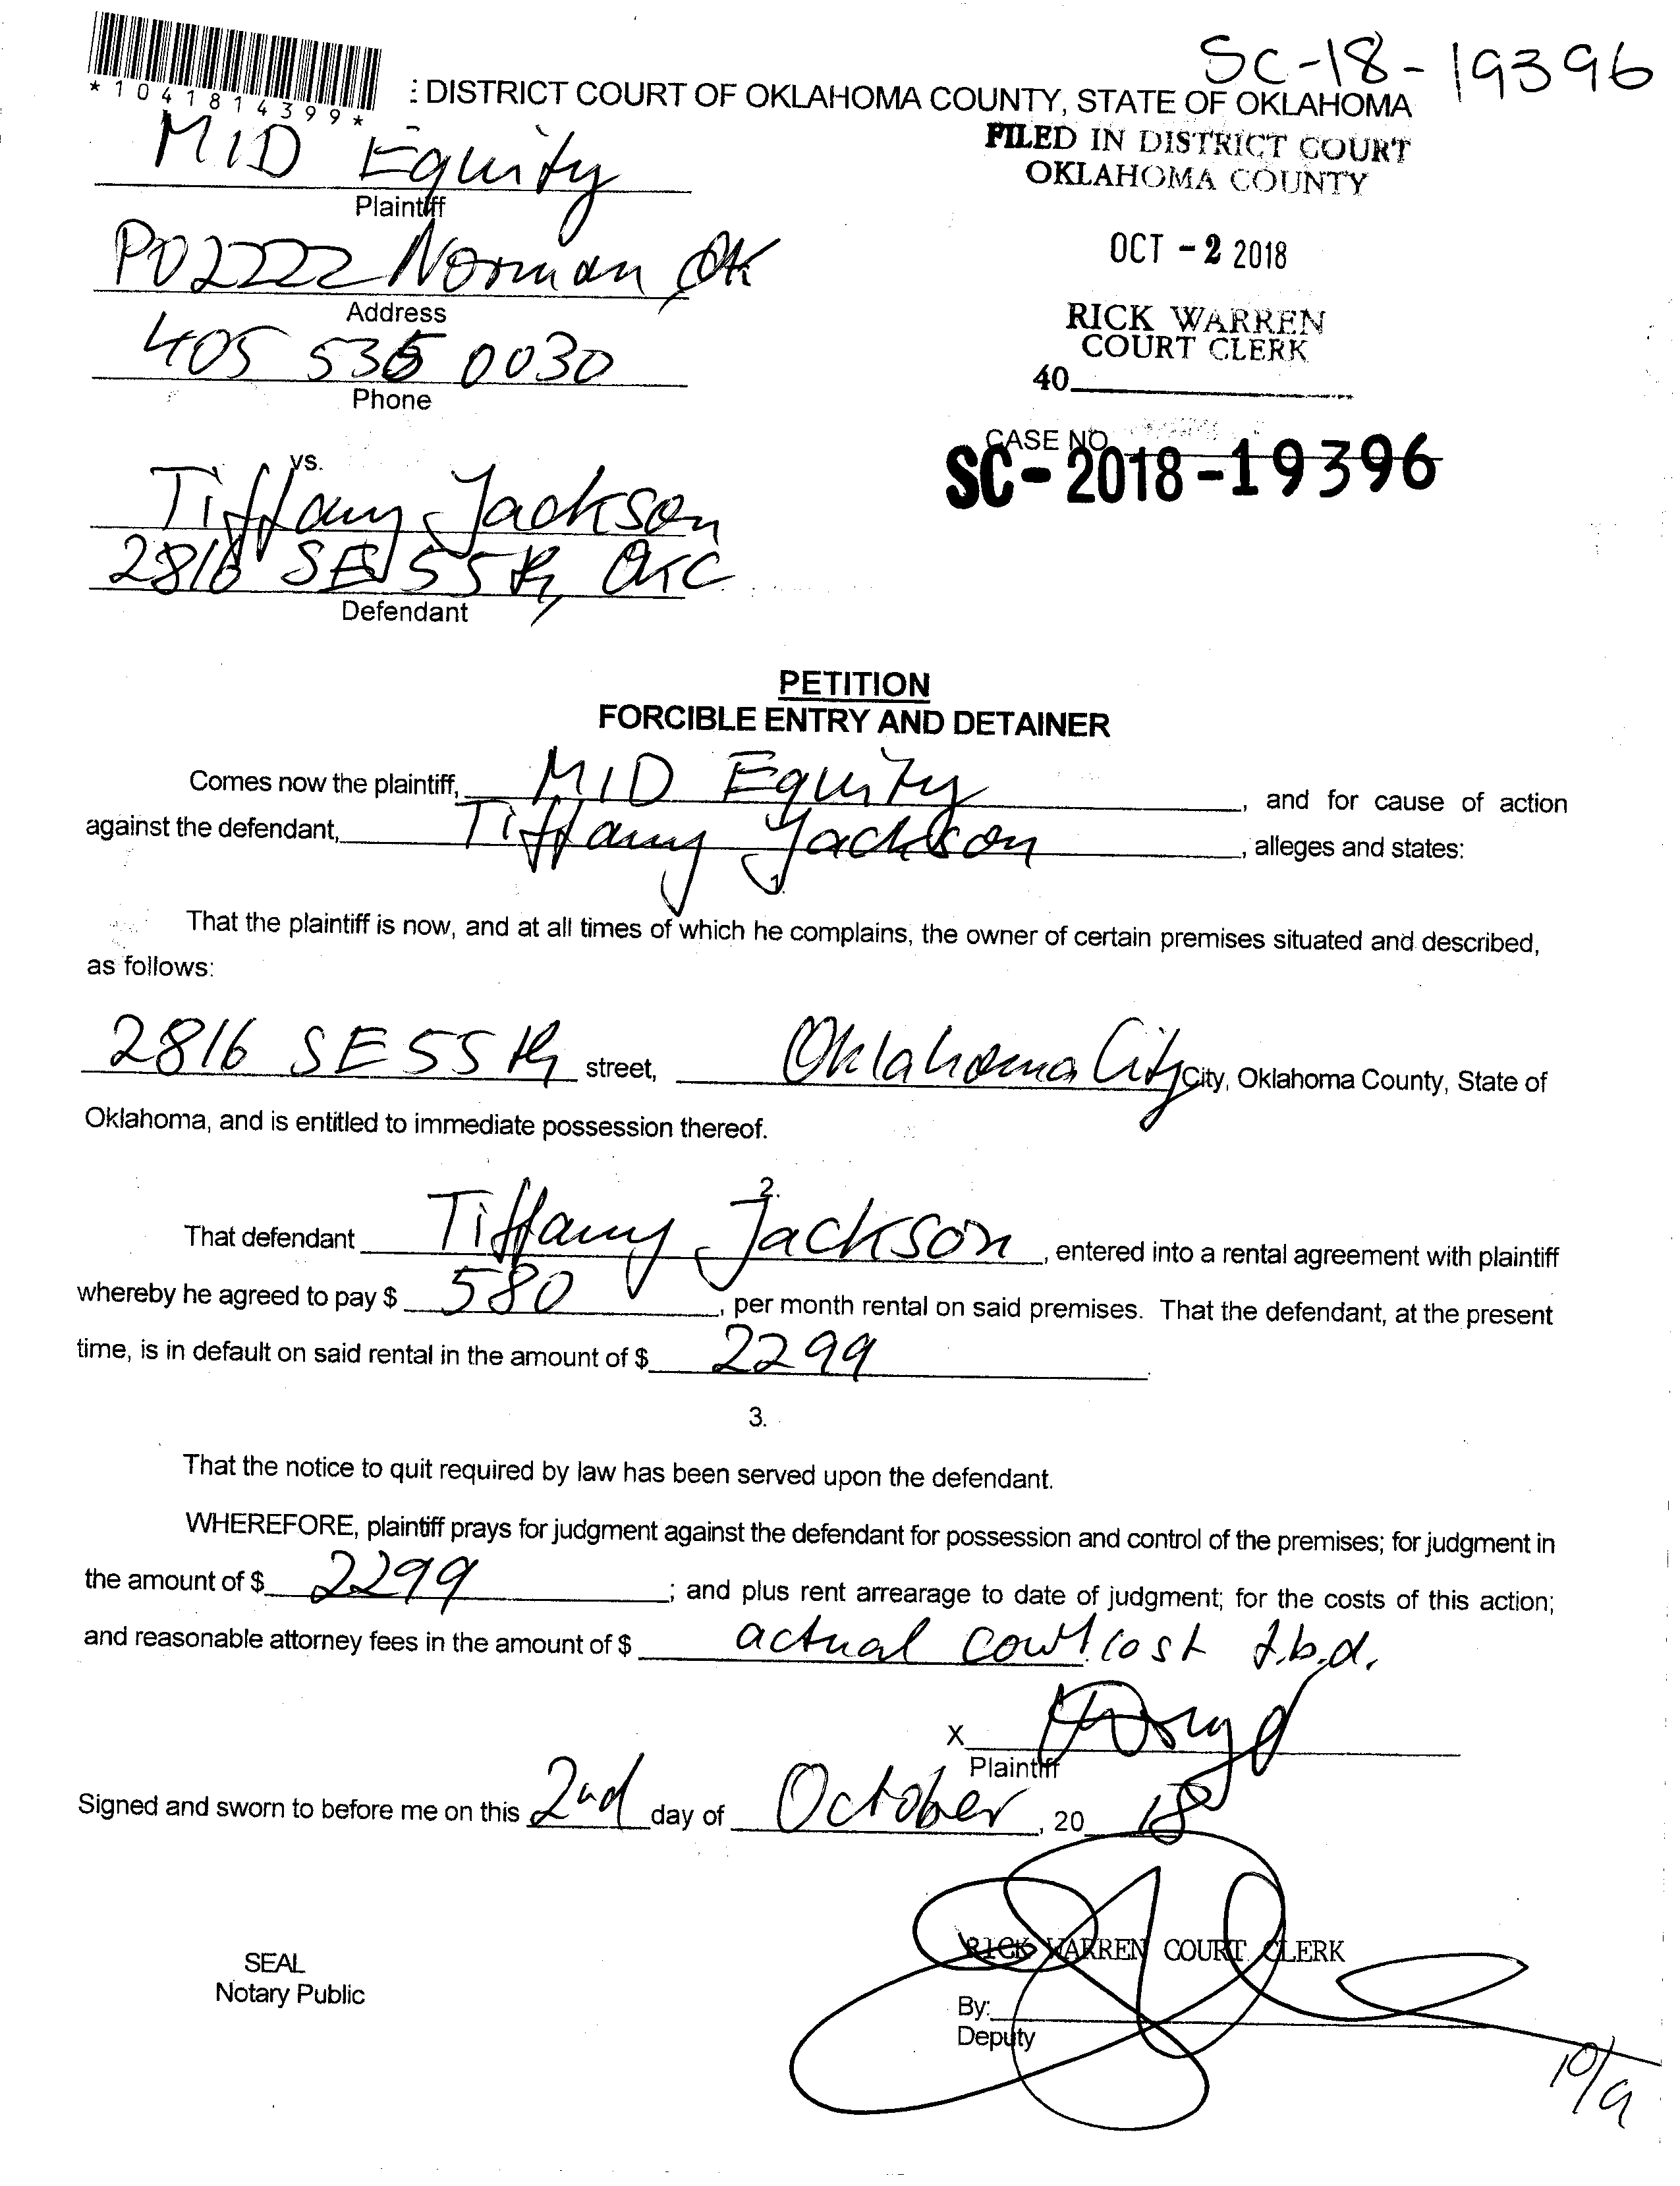 SC-18-19396
*1041814399*
: DISTRICT COURT OF OKLAHOMA COUNTY, STATE OF OKLAHOMA
FILED IN DISTRICT COURT
OKLAHOMA COUNTY
MID Equity
Plaintiff
OCT - 2 2018
PO 2222 Norman OK
Address
RICK WARREN
COURT CLERK
405 535 0030
Phone
40
CASE NO
SC-2018-19396
vs.
Tiffany Jackson
2816 SE 55th, OKC
Defendant
PETITION
FORCIBLE ENTRY AND DETAINER
Comes now the plaintiff, MID Equity, and for cause of action
against the defendant, Tiffany Jackson, alleges and states:
1.
That the plaintiff is now, and at all times of which he complains, the owner of certain premises situated and described,
as follows:
2816 SE 55th street, Oklahoma City City, Oklahoma County, State of
Oklahoma, and is entitled to immediate possession thereof.
2.
That defendant Tiffany Jackson, entered into a rental agreement with plaintiff
whereby he agreed to pay $ 580, per month rental on said premises. That the defendant, at the present
time, is in default on said rental in the amount of $ 2299.
3.
That the notice to quit required by law has been served upon the defendant.
WHEREFORE, plaintiff prays for judgment against the defendant for possession and control of the premises; for judgment in
the amount of $ 2299; and plus rent arrearage to date of judgment; for the costs of this action;
and reasonable attorney fees in the amount of $ actual court cost t.b.d.
X
Plaintiff
Signed and sworn to before me on this 2nd day of October, 20 18
RICK WARREN COURT CLERK
SEAL
Notary Public
By:
Deputy
10/9